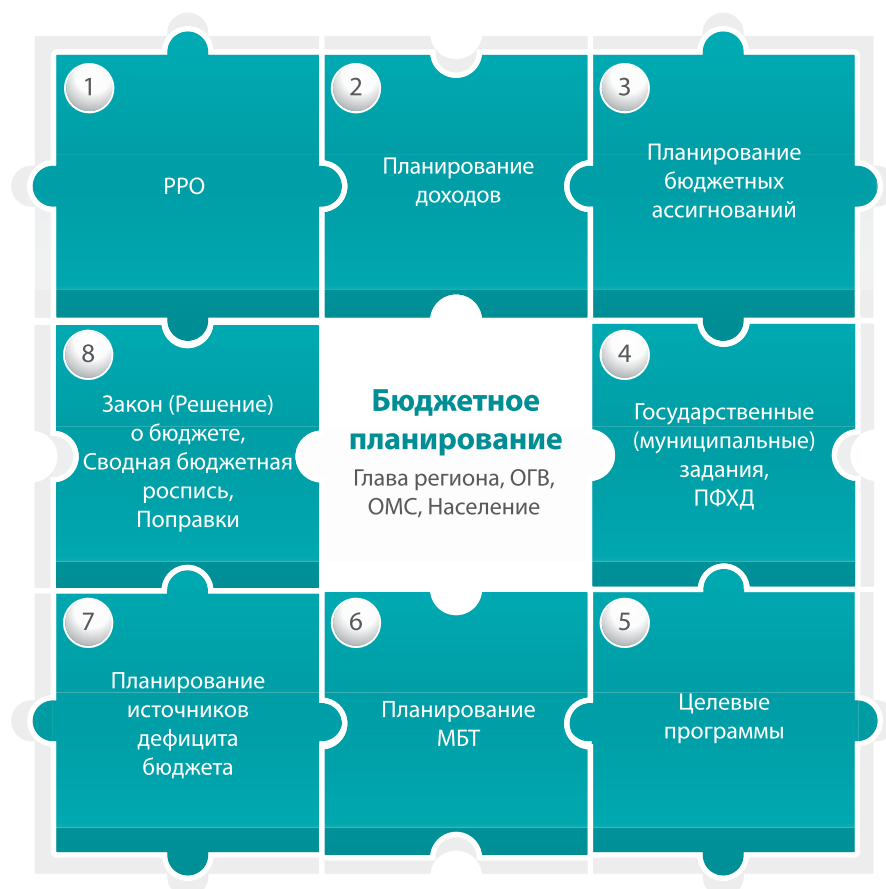 1
РРО
2
Планирование
доходов
3
Планирование
бюджетных
ассигнований
8
Закон (Решение)
о бюджете,
Сводная бюджетная
роспись,
Поправки
Бюджетное
планирование
Глава региона, ОГВ,
ОМС, Население
4
Государственные
(муниципальные)
задания,
ПФХД
7
Планирование
источников
дефицита
бюджета
6
Планирование
МБТ
5
Целевые
программы